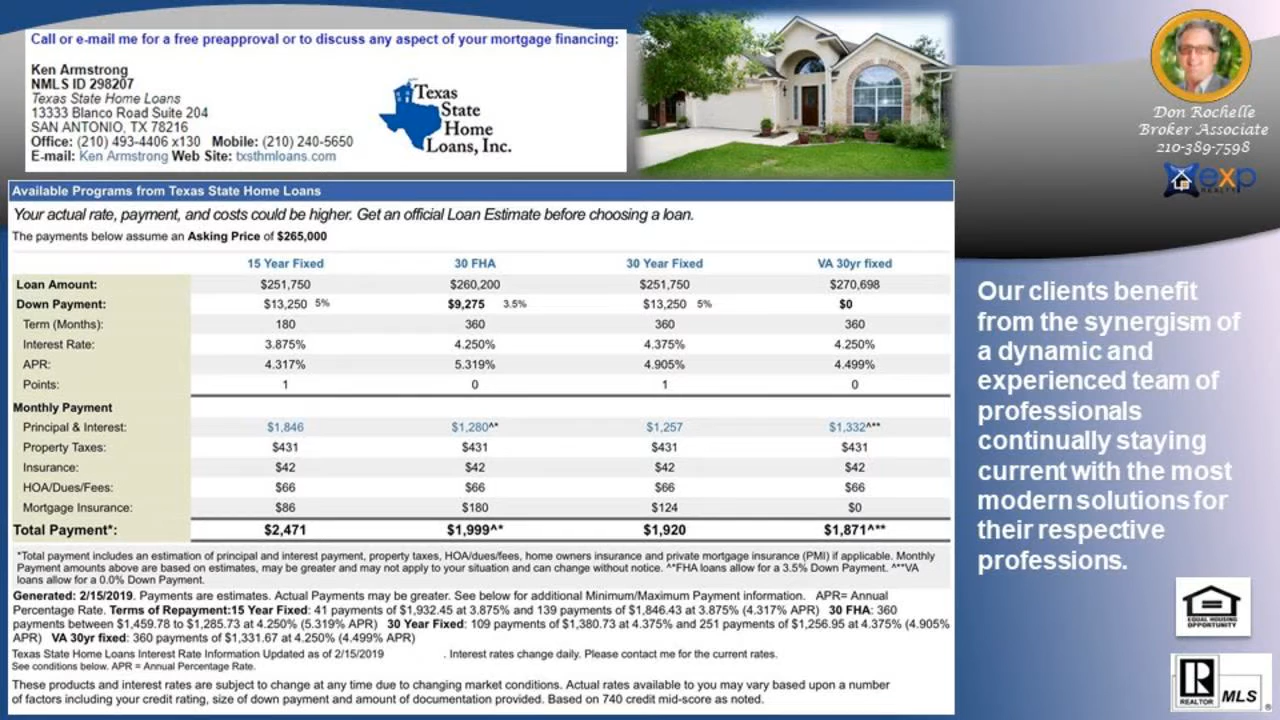 Call or e-mail me for a free preapproval or to discuss any aspect of your mortgage financing:
Ken Armstrong
NMLS ID 298207
Texas State Home Loans
13333 Blanco Road Suite 204
SAN ANTONIO, TX 78216
Office: (210) 493-4406 x130 Mobile: (210) 240-5650
E-mail: Ken Armstrong Web Site: txsthmloans.com
Texas
State
Home
Loans, Inc.
Don Rochelle
Broker Associate
210-389-7598
exp
REALTY
Available Programs from Texas State Home Loans
Your actual rate, payment, and costs could be higher. Get an official Loan Estimate before choosing a loan.
The payments below assume an Asking Price of $265,000
15 Year Fixed 30 FHA 30 Year Fixed VA 30yr fixed
Loan Amount: $251,750 $260,200 $251,750 $270,698
Down Payment: $13,250 5% $9,275 3.5% $13,250 5% $0
Term (Months): 180 360 360 360
Interest Rate: 3.875% 4.250% 4.375% 4.250%
APR: 4.317% 5.319% 4.905% 4.499%
Points: 1 0 1 0
Monthly Payment
Principal & Interest: $1,846 $1,280^* $1,257 $1,332^**
Property Taxes: $431 $431 $431 $431
Insurance: $42 $42 $42 $42
HOA/Dues/Fees: $66 $66 $66 $66
Mortgage Insurance: $86 $180 $124 $0
Total Payment*: $2,471 $1,999^* $1,920 $1,871^**
*Total payment includes an estimation of principal and interest payment, property taxes, HOA/dues/fees, home owners insurance and private mortgage insurance (PMI) if applicable. Monthly
Payment amounts above are based on estimates, may be greater and may not apply to your situation and can change without notice. ^*FHA loans allow for a 3.5% Down Payment. ^**VA
loans allow for a 0.0% Down Payment.
Generated: 2/15/2019. Payments are estimates. Actual Payments may be greater. See below for additional Minimum/Maximum Payment information. APR= Annual
Percentage Rate. Terms of Repayment:15 Year Fixed: 41 payments of $1,932.45 at 3.875% and 139 payments of $1,846.43 at 3.875% (4.317% APR) 30 FHA: 360
payments between $1,459.78 to $1,285.73 at 4.250% (5.319% APR) 30 Year Fixed: 109 payments of $1,380.73 at 4.375% and 251 payments of $1,256.95 at 4.375% (4.905%
APR) VA 30yr fixed: 360 payments of $1,331.67 at 4.250% (4.499% APR)
Texas State Home Loans Interest Rate Information Updated as of 2/15/2019 . Interest rates change daily. Please contact me for the current rates.
See conditions below. APR = Annual Percentage Rate.
These products and interest rates are subject to change at any time due to changing market conditions. Actual rates available to you may vary based upon a number
of factors including your credit rating, size of down payment and amount of documentation provided. Based on 740 credit mid-score as noted.
Our clients benefit
from the synergism of
a dynamic and
experienced team of
professionals
continually staying
current with the most
modern solutions for
their respective
professions.
EQUAL HOUSING
OPPORTUNITY
R
REALTOR
MLS
®